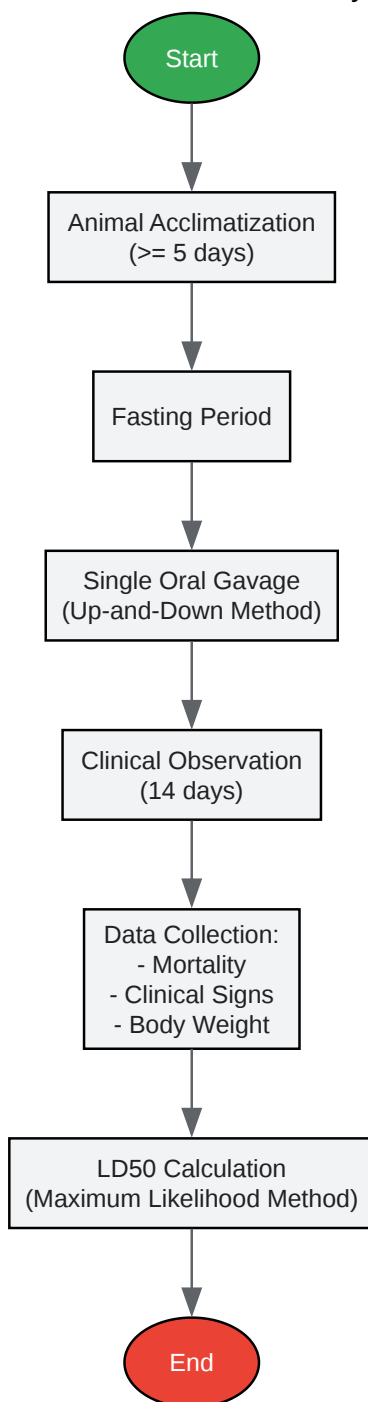 Start
Animal Acclimatization
(>= 5 days)
Fasting Period
Single Oral Gavage
(Up-and-Down Method)
Clinical Observation
(14 days)
Data Collection:
- Mortality
- Clinical Signs
- Body Weight
LD50 Calculation
(Maximum Likelihood Method)
End